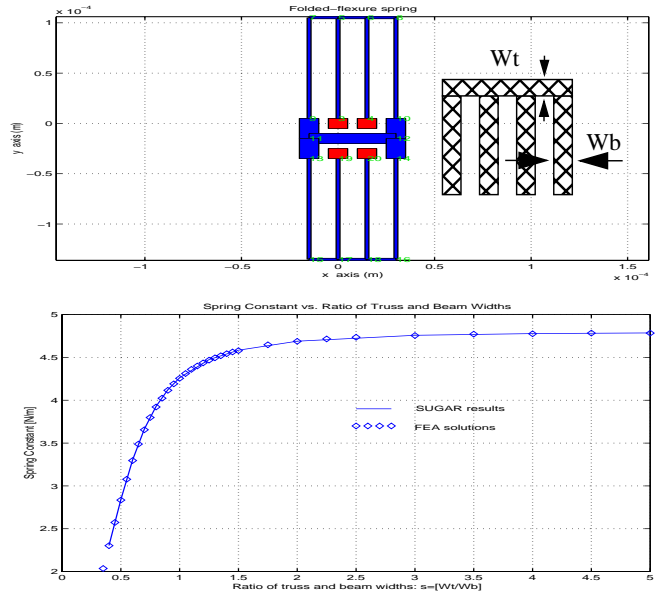 Folded-flexure spring
x 10^-4
1
0.5
0
-0.5
-1
y axis (m)
-1
-0.5
0
0.5
1
1.5
x axis (m)
x 10^-4
11
12
Wt
Wb
Spring Constant vs. Ratio of Truss and Beam Widths
5
4.5
4
3.5
3
2.5
2
Spring Constant [N/m]
SUGAR results
FEA solutions
0
0.5
1
1.5
2
2.5
3
3.5
4
4.5
5
Ratio of truss and beam widths: s=[Wt/Wb]